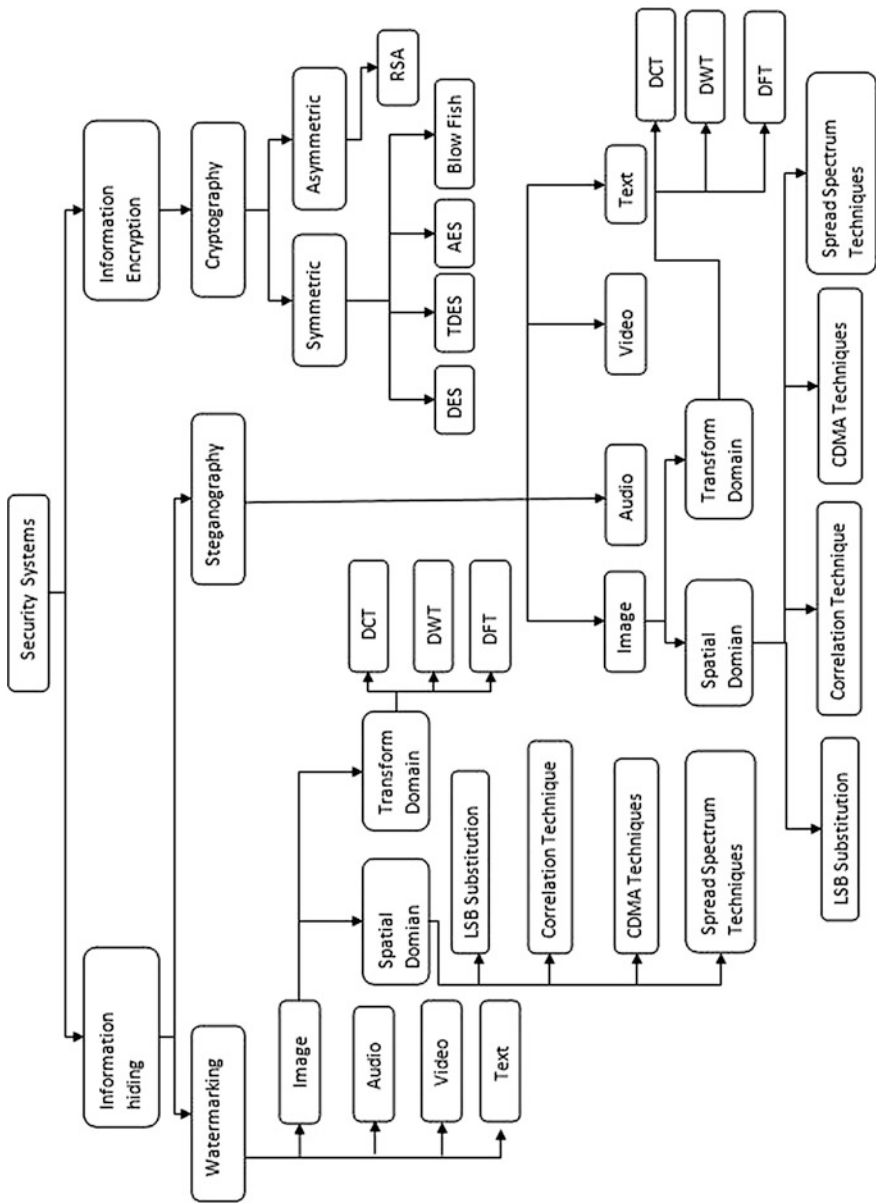 Security Systems
Information
hiding
Information
Encryption
Watermarking
Steganography
Cryptography
Image
Audio
Video
Text
Spatial
Domian
Transform
Domain
DCT
DWT
DFT
LSB Substitution
Correlation Technique
CDMA Techniques
Spread Spectrum
Techniques
Symmetric
Asymmetric
DES
TDES
AES
Blow Fish
RSA
Image
Audio
Video
Text
Spatial
Domian
Transform
Domain
DCT
DWT
DFT
LSB Substitution
Correlation Technique
CDMA Techniques
Spread Spectrum
Techniques